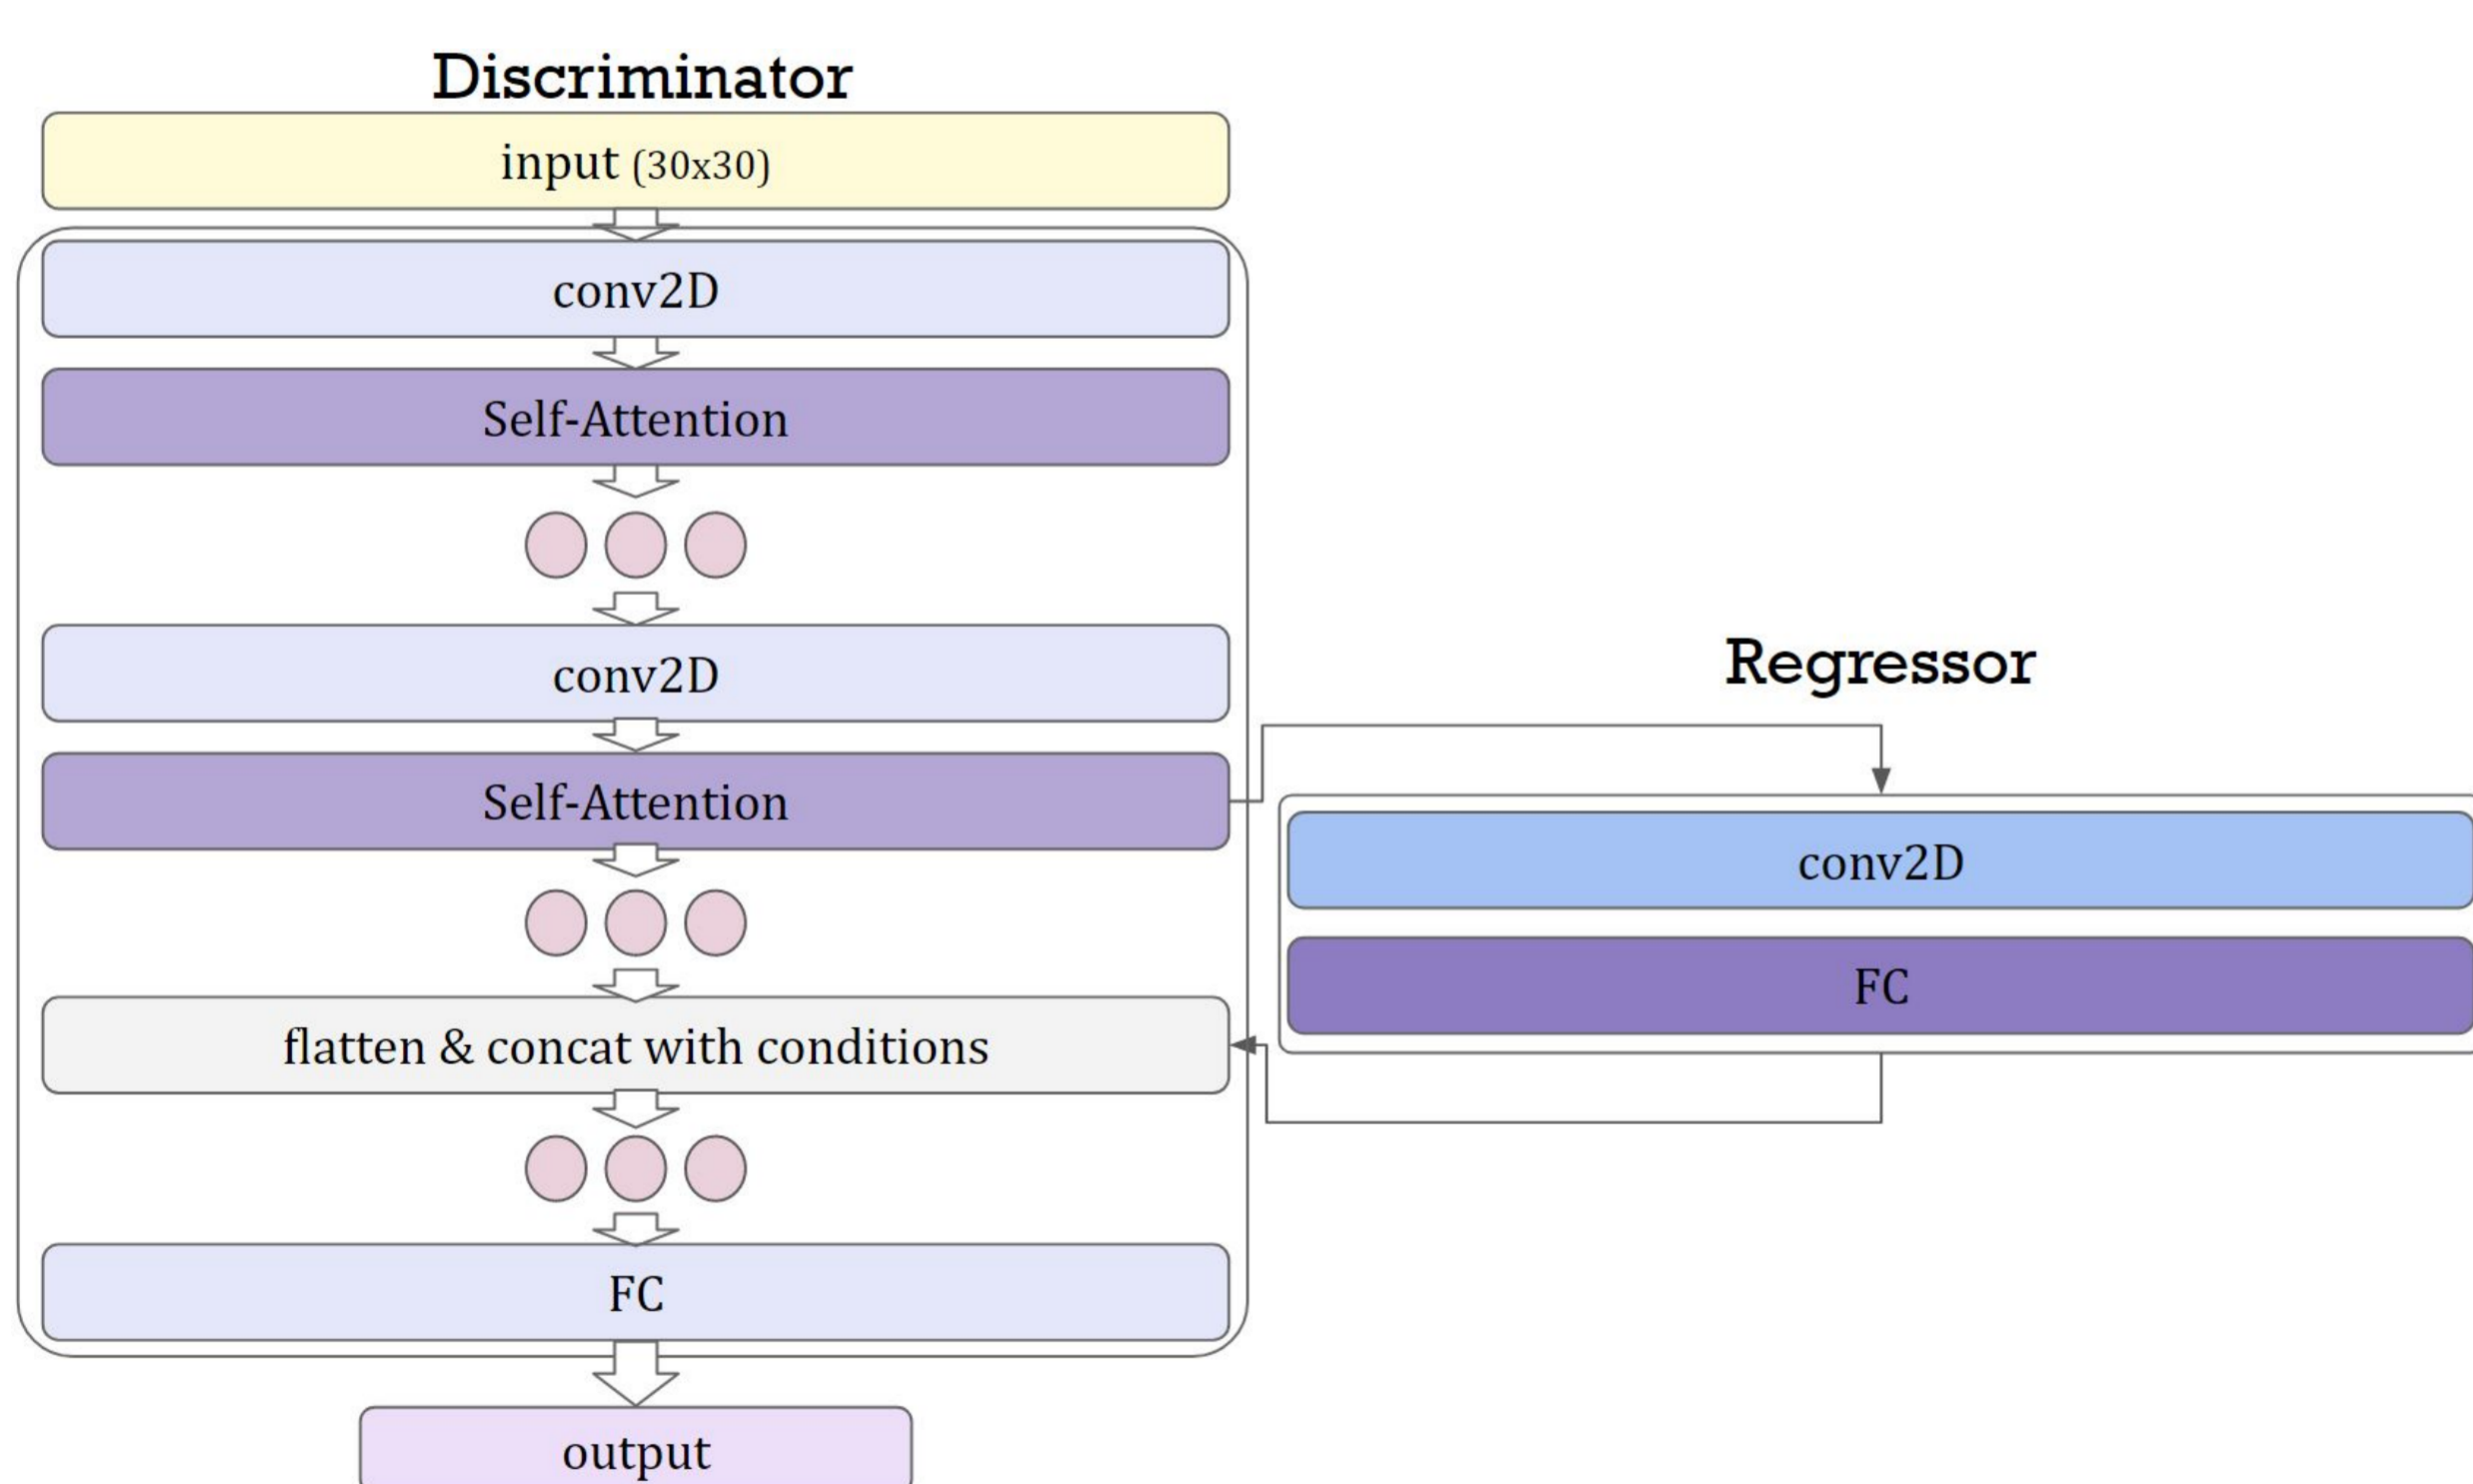 Discriminator
input (30x30)
conv2D
Self-Attention
conv2D
Self-Attention
flatten & concat with conditions
FC
output
Regressor
conv2D
FC